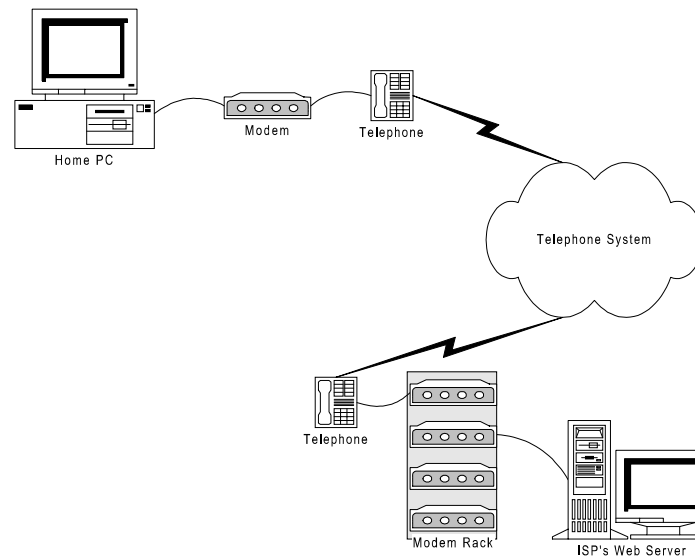 Home PC
Modem
Telephone
Telephone System
Telephone
Modem Rack
ISP's Web Server